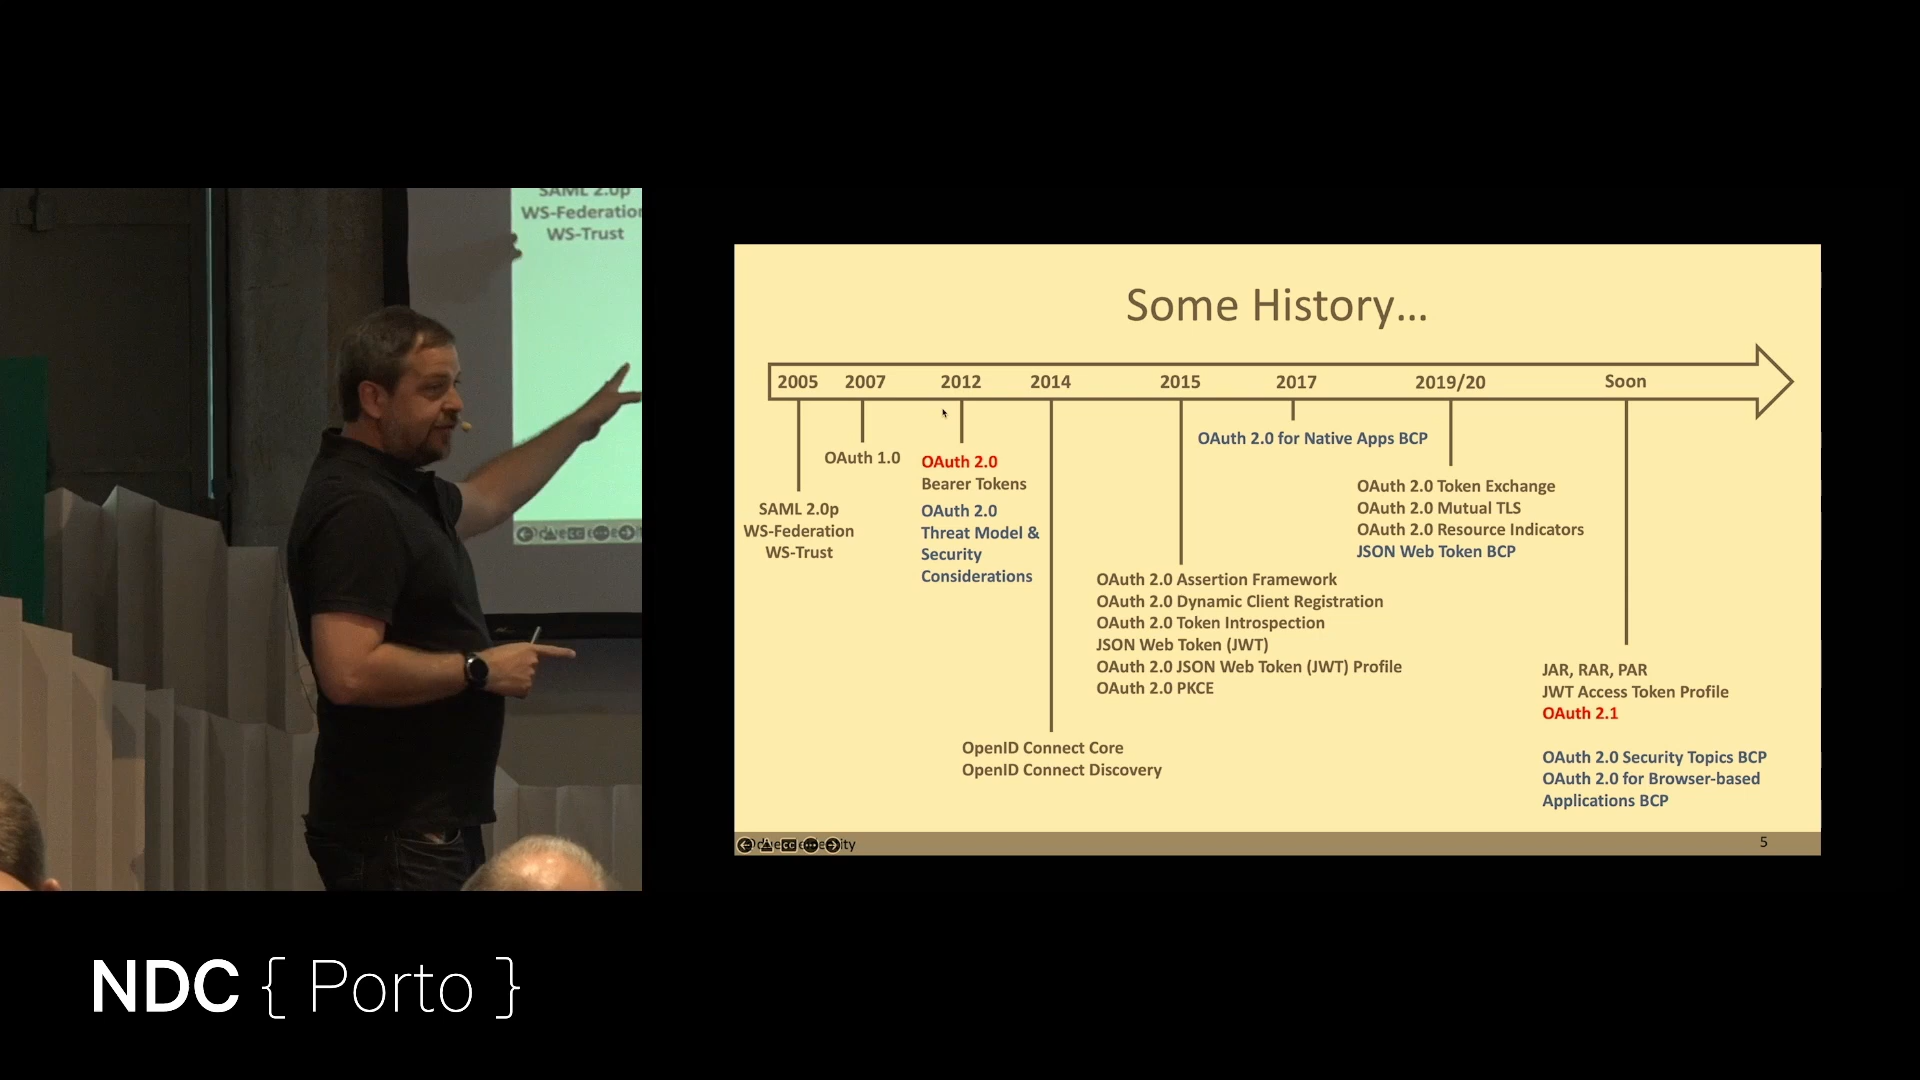 SAML 2.0p
WS-Federation
WS-Trust
Some History...
2005 2007 2012 2014 2015 2017 2019/20 Soon
OAuth 1.0
SAML 2.0p
WS-Federation
WS-Trust
OAuth 2.0
Bearer Tokens
OAuth 2.0
Threat Model &
Security
Considerations
OpenID Connect Core
OpenID Connect Discovery
OAuth 2.0 Assertion Framework
OAuth 2.0 Dynamic Client Registration
OAuth 2.0 Token Introspection
JSON Web Token (JWT)
OAuth 2.0 JSON Web Token (JWT) Profile
OAuth 2.0 PKCE
OAuth 2.0 for Native Apps BCP
OAuth 2.0 Token Exchange
OAuth 2.0 Mutual TLS
OAuth 2.0 Resource Indicators
JSON Web Token BCP
JAR, RAR, PAR
JWT Access Token Profile
OAuth 2.1
OAuth 2.0 Security Topics BCP
OAuth 2.0 for Browser-based
Applications BCP
5
NDC { Porto }